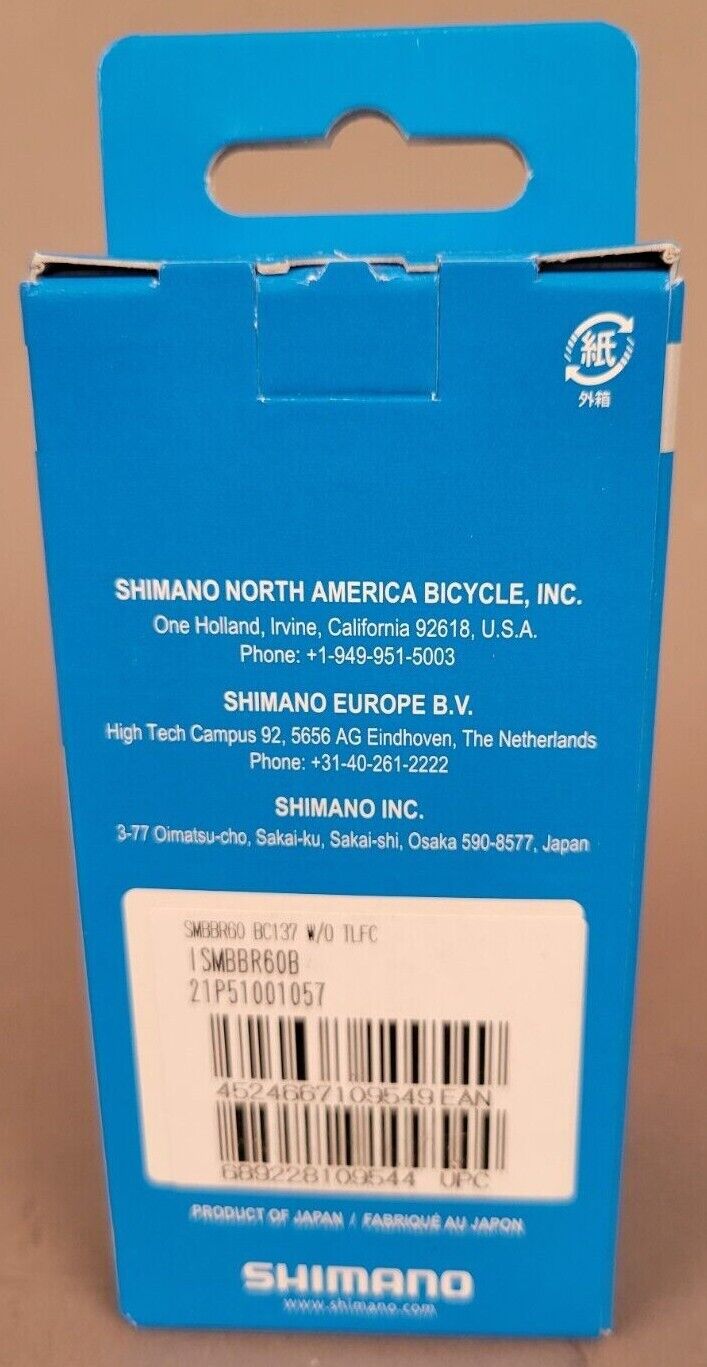 紙
外箱
SHIMANO NORTH AMERICA BICYCLE, INC.
One Holland, Irvine, California 92618, U.S.A.
Phone: +1-949-951-5003
SHIMANO EUROPE B.V.
High Tech Campus 92, 5656 AG Eindhoven, The Netherlands
Phone: +31-40-261-2222
SHIMANO INC.
3-77 Oimatsu-cho, Sakai-ku, Sakai-shi, Osaka 590-8577, Japan
SMBBR60 BC137 W/O TLFC
ISMBBR60B
21P51001057
4524667109549 EAN
689228109544 UPC
PRODUCT OF JAPAN / FABRIQUÉ AU JAPON
SHIMANO
www.shimano.com